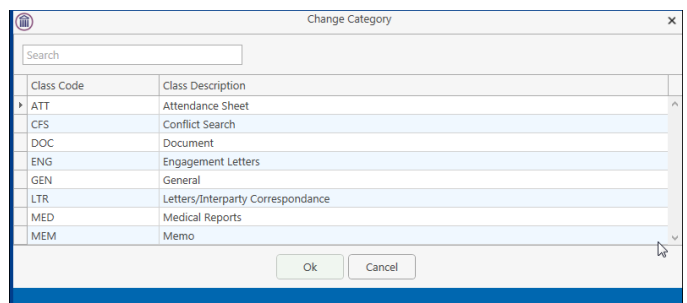 Change Category
Search
Class Code Class Description
ATT Attendance Sheet
CFS Conflict Search
DOC Document
ENG Engagement Letters
GEN General
LTR Letters/Interparty Correspondance
MED Medical Reports
MEM Memo
Ok Cancel